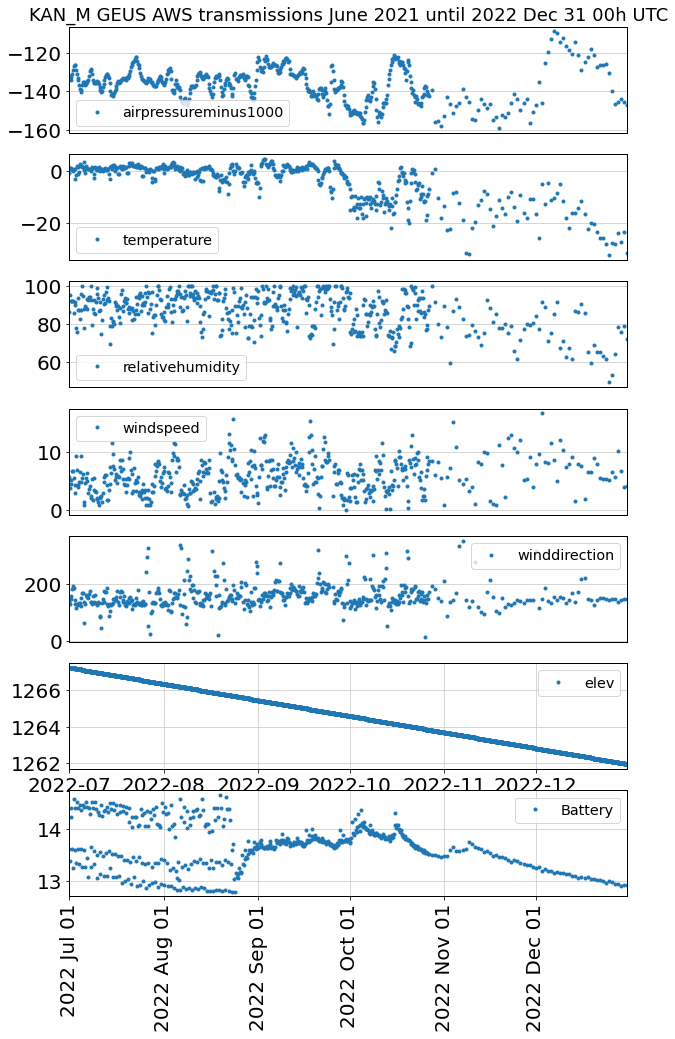 KAN_M GEUS AWS transmissions June 2021 until 2022 Dec 31 00h UTC
−120
−140
−160
airpressureminus1000
0
−20
temperature
100
80
60
relativehumidity
10
0
windspeed
200
0
winddirection
1266
1264
1262
elev
2022-07 2022-08 2022-09 2022-10 2022-11 2022-12
14
13
Battery
2022 Jul 01
2022 Aug 01
2022 Sep 01
2022 Oct 01
2022 Nov 01
2022 Dec 01